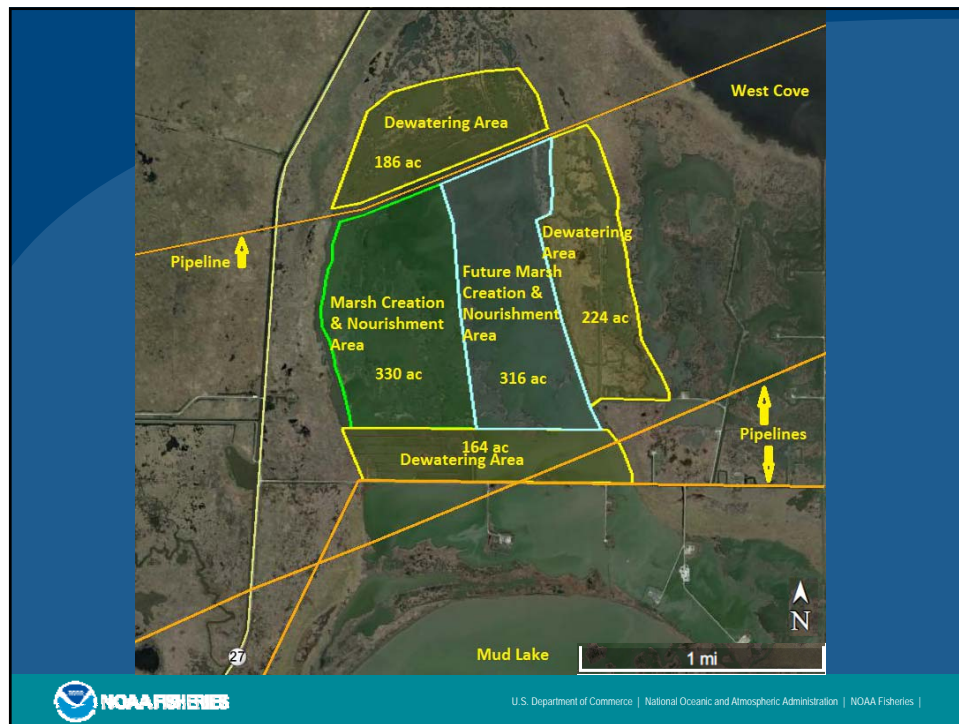 West Cove
Dewatering Area
186 ac
Pipeline
Dewatering
Area
Future Marsh
Creation &
Nourishment
Area
Marsh Creation
& Nourishment
Area
224 ac
330 ac
316 ac
Pipelines
164 ac
Dewatering Area
N
27
Mud Lake
1 mi
NOAA FISHERIES
U.S. Department of Commerce | National Oceanic and Atmospheric Administration | NOAA Fisheries |